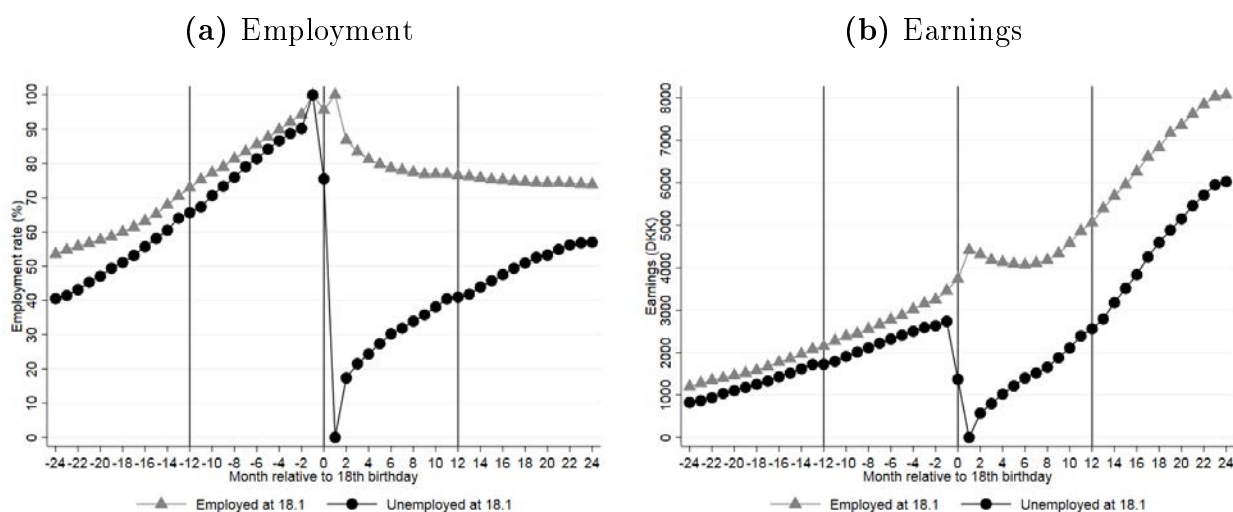 (a) Employment
(b) Earnings
Employment rate (%)
0 10 20 30 40 50 60 70 80 90 100
-24 -22 -20 -18 -16 -14 -12 -10 -8 -6 -4 -2 0 2 4 6 8 10 12 14 16 18 20 22 24
Month relative to 18th birthday
Employed at 18.1 Unemployed at 18.1
Earnings (DKK)
0 1000 2000 3000 4000 5000 6000 7000 8000
-24 -22 -20 -18 -16 -14 -12 -10 -8 -6 -4 -2 0 2 4 6 8 10 12 14 16 18 20 22 24
Month relative to 18th birthday
Employed at 18.1 Unemployed at 18.1